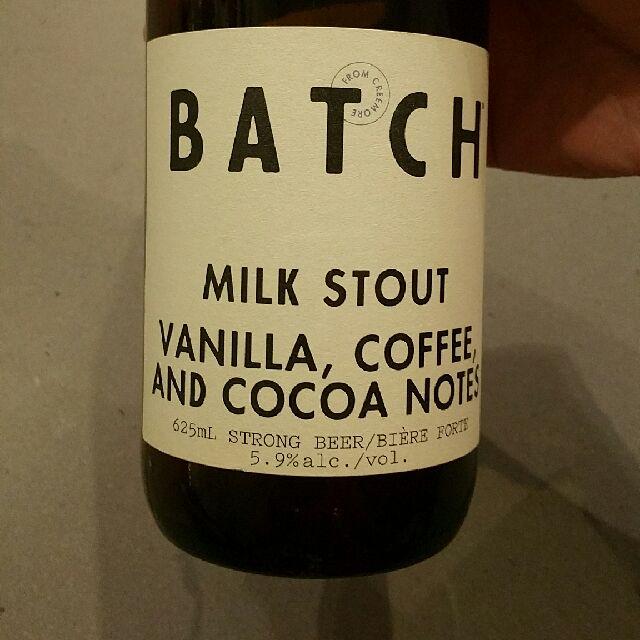 FROM CREEMORE
BATCH
MILK STOUT
VANILLA, COFFEE,
AND COCOA NOTES
625mL STRONG BEER/BIÈRE FORTE
5.9%alc./vol.